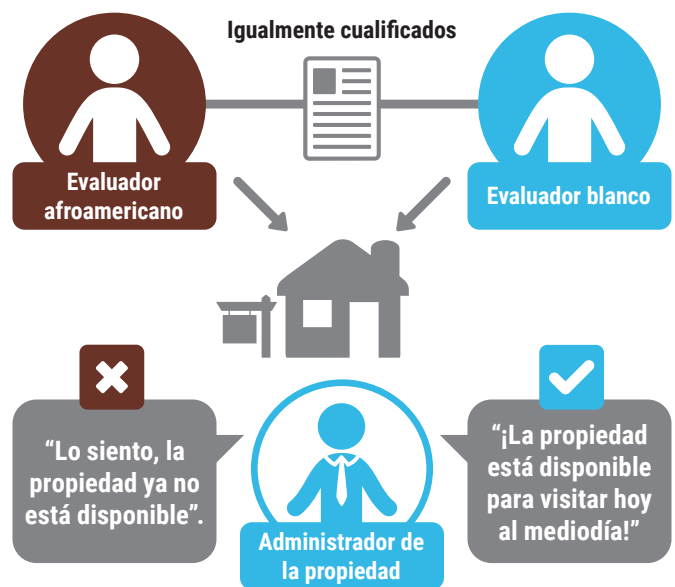 Igualmente cualificados
Evaluador
afroamericano
Evaluador blanco
“Lo siento, la
propiedad ya no
está disponible”.
“¡La propiedad
está disponible
para visitar hoy
al mediodía!”
Administrador de
la propiedad